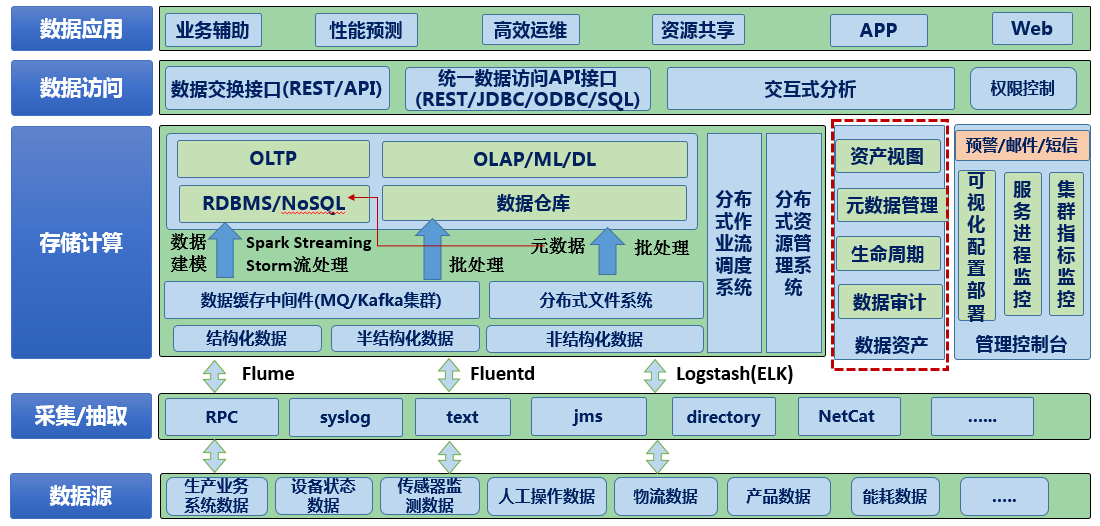 数据应用
业务辅助
性能预测
高效运维
资源共享
APP
Web
数据访问
数据交换接口(REST/API)
统一数据访问API接口
(REST/JDBC/ODBC/SQL)
交互式分析
权限控制
存储计算
OLTP
OLAP/ML/DL
RDBMS/NoSQL
数据仓库
数据
建模
Spark Streaming
Storm流处理
批处理
元数据
批处理
数据缓存中间件(MQ/Kafka集群)
分布式文件系统
结构化数据
半结构化数据
非结构化数据
分布
式作
业流
调度
系统
分布
式资
源管
理系
统
资产视图
元数据管理
生命周期
数据审计
数据资产
预警/邮件/短信
可
视
化
配
置
部
署
服
务
进
程
监
控
集
群
指
标
监
控
管理控制台
Flume
Fluentd
Logstash(ELK)
采集/抽取
RPC
syslog
text
jms
directory
NetCat
......
数据源
生产业务
系统数据
设备状态
数据
传感器监
测数据
人工操作数据
物流数据
产品数据
能耗数据
.....